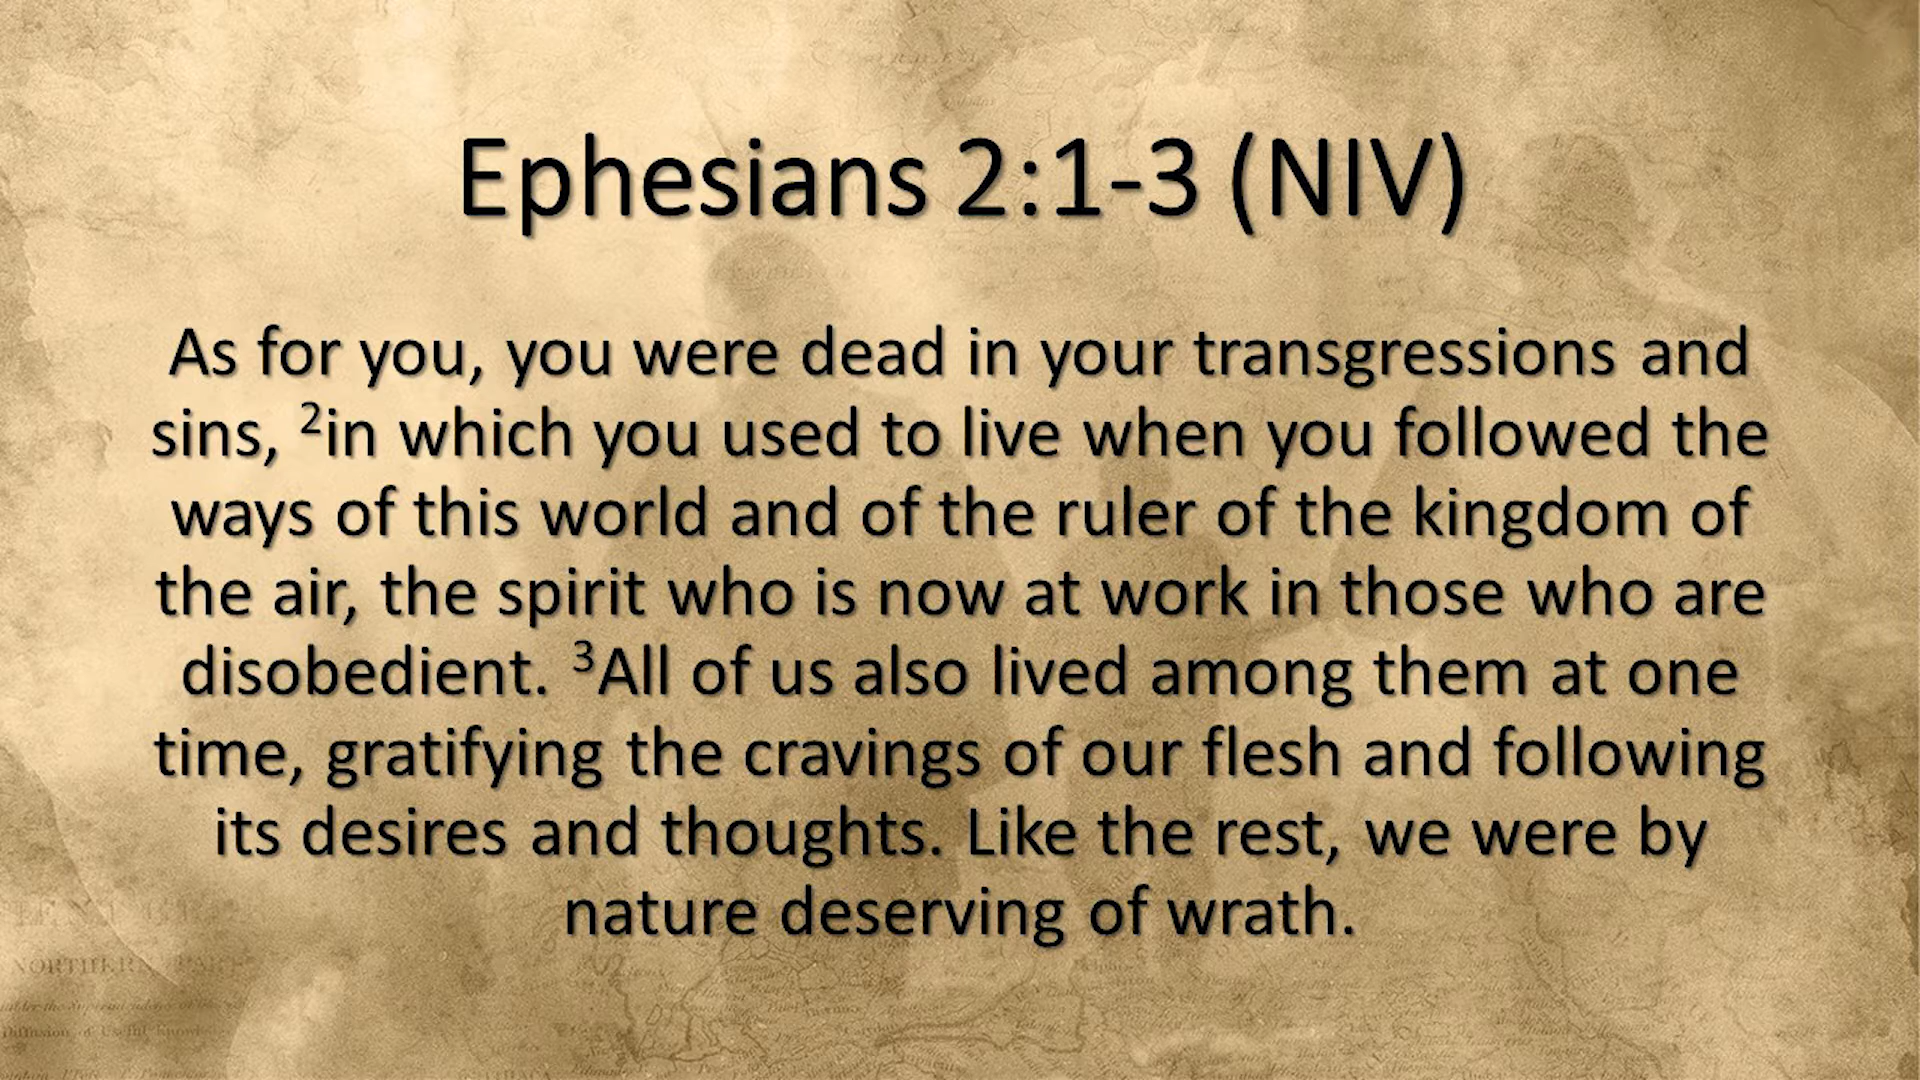 Ephesians 2:1-3 (NIV)
As for you, you were dead in your transgressions and
sins, ²in which you used to live when you followed the
ways of this world and of the ruler of the kingdom of
the air, the spirit who is now at work in those who are
disobedient. ³All of us also lived among them at one
time, gratifying the cravings of our flesh and following
its desires and thoughts. Like the rest, we were by
nature deserving of wrath.
NORTHERN PART